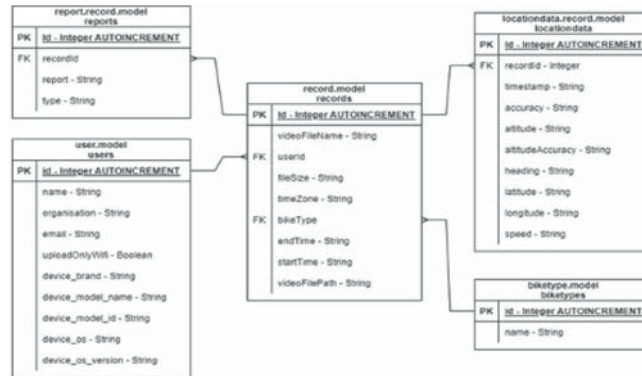 report.record.model
reports
PK Id - Integer AUTOINCREMENT
FK recordId
report - String
type - String
user.model
users
PK id - Integer AUTOINCREMENT
name - String
organisation - String
email - String
uploadOnlyWifi - Boolean
device_brand - String
device_model_name - String
device_model_id - String
device_os - String
device_os_version - String
record.model
records
PK Id - Integer AUTOINCREMENT
videoFileName - String
FK userId
fileSize - String
timeZone - String
FK bikeType
endTime - String
startTime - String
videoFilePath - String
locationdata.record.model
locationdata
PK Id - Integer AUTOINCREMENT
FK recordId - Integer
timestamp - String
accuracy - String
altitude - String
altitudeAccuracy - String
heading - String
latitude - String
longitude - String
speed - String
biketype.model
biketypes
PK id - Integer AUTOINCREMENT
name - String